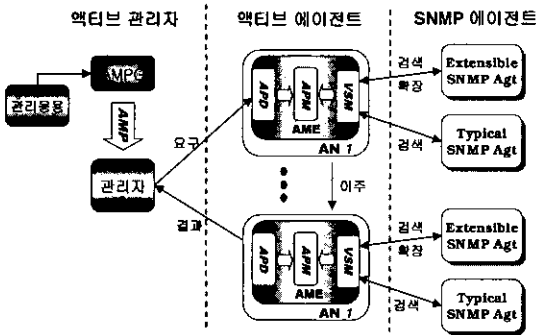 액티브 관리자
액티브 에이전트
SNMP 에이전트
관리응용
AMPG
AMP
관리자
요구
결과
APD
APM
VSM
AME
AN 1
이주
APD
APM
VSM
AME
AN 1
검색
확장
Extensible
SNMP Agt
검색
Typical
SNMP Agt
검색
확장
Extensible
SNMP Agt
검색
Typical
SNMP Agt